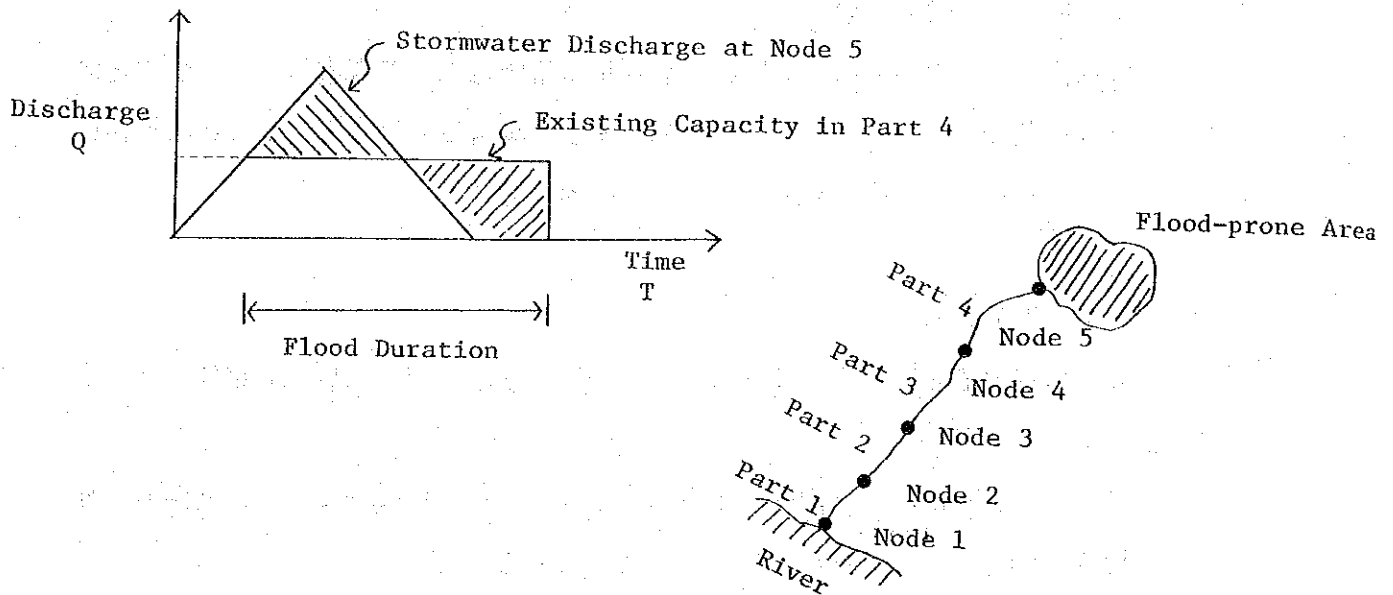 Stormwater Discharge at Node 5
Discharge
Q
Existing Capacity in Part 4
Time
T
Flood Duration
Flood-prone Area
Part 4
Node 5
Part 3
Node 4
Part 2
Node 3
Part 1
Node 2
Node 1
River